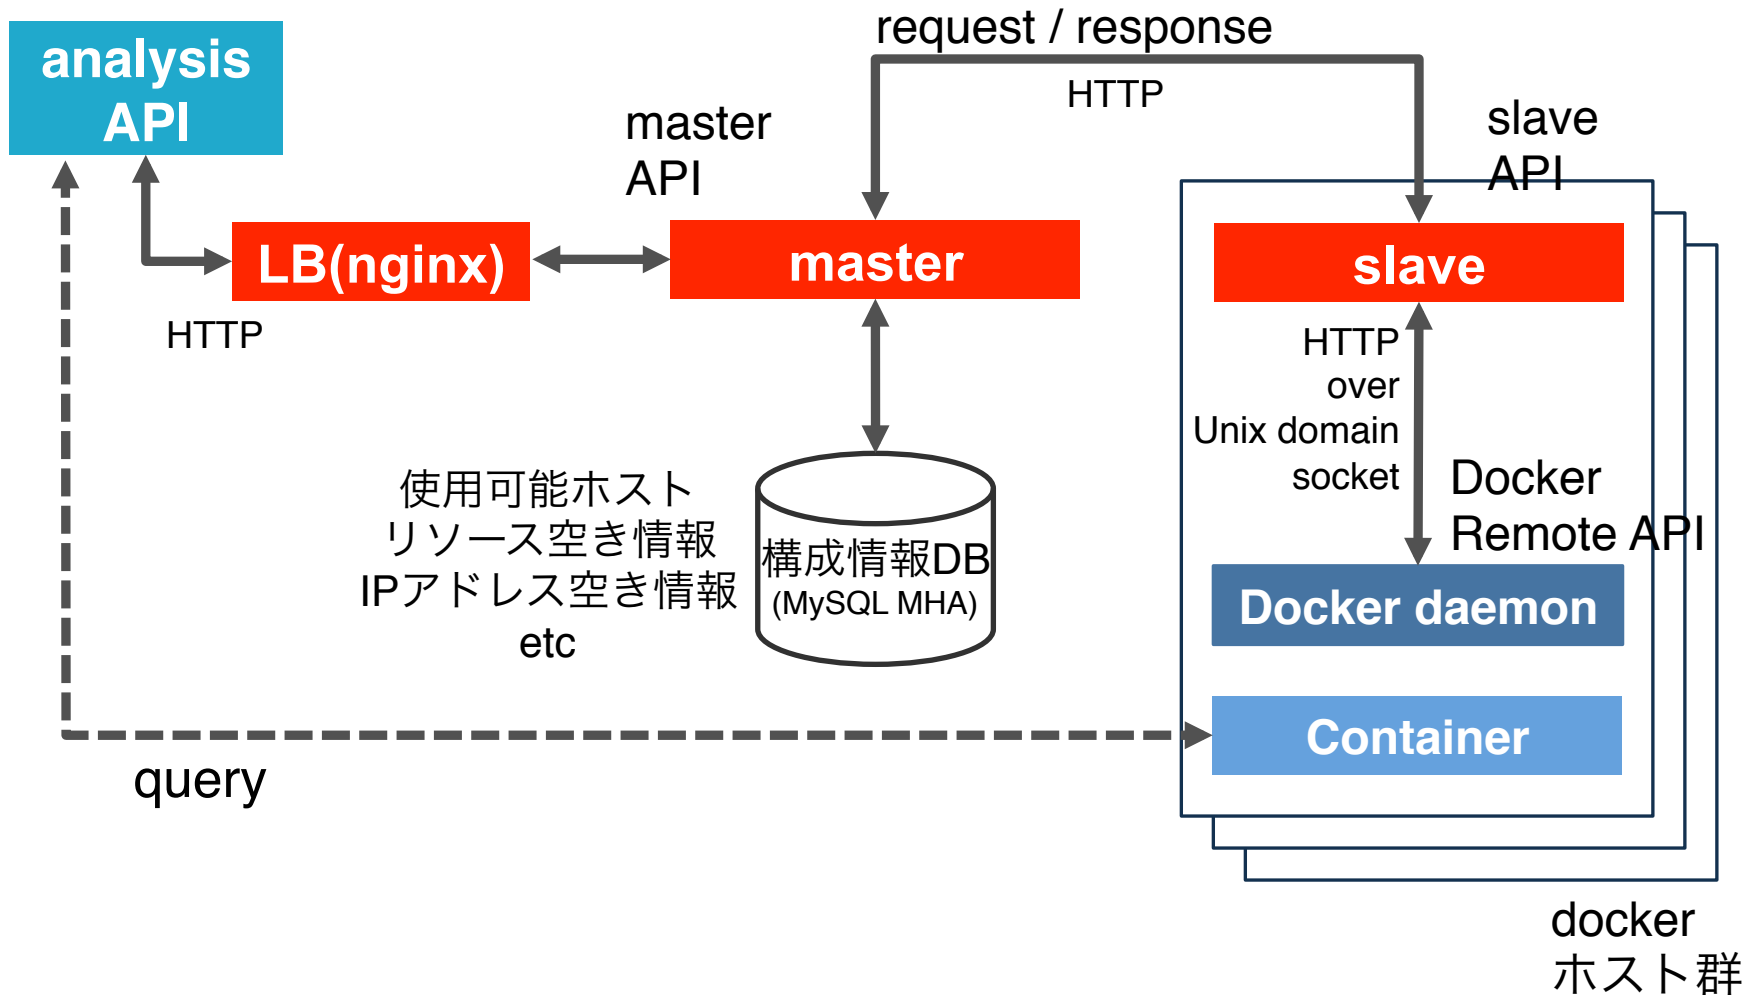 analysis
API
request / response
HTTP
master
API
slave
API
LB(nginx)
master
slave
HTTP
HTTP
over
Unix domain
socket
Docker
Remote API
使用可能ホスト
リソース空き情報
IPアドレス空き情報
etc
構成情報DB
(MySQL MHA)
Docker daemon
Container
query
docker
ホスト群